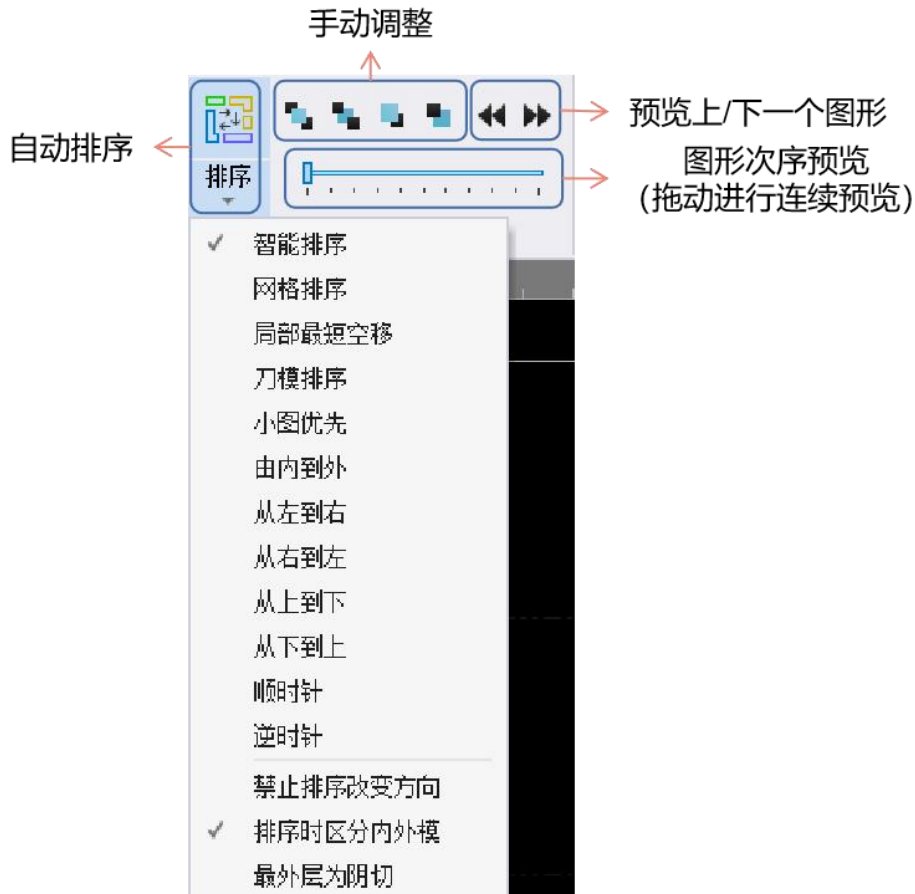 手动调整
自动排序
排序
预览上/下一个图形
图形次序预览
(拖动进行连续预览)
智能排序
网格排序
局部最短空移
刀模排序
小图优先
由内到外
从左到右
从右到左
从上到下
从下到上
顺时针
逆时针
禁止排序改变方向
排序时区分内外模
最外层为阴切